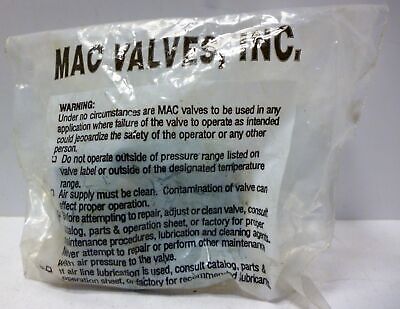 MAC VALVES, INC.
WARNING:
Under no circumstances are MAC valves to be used in any
application where failure of the valve to operate as intended
could jeopardize the safety of the operator or any other
person.
❑ Do not operate outside of pressure range listed on
valve label or outside of the designated temperature
range.
Air supply must be clean. Contamination of valve can
effect proper operation.
Before attempting to repair, adjust or clean valve, consult
catalog, parts & operation sheet, or factory for proper
maintenance procedures, lubrication and cleaning agents.
Never attempt to repair or perform other maintenance
with air pressure to the valve.
If air line lubrication is used, consult catalog, parts &
operation sheet, or factory for recommended lubricants